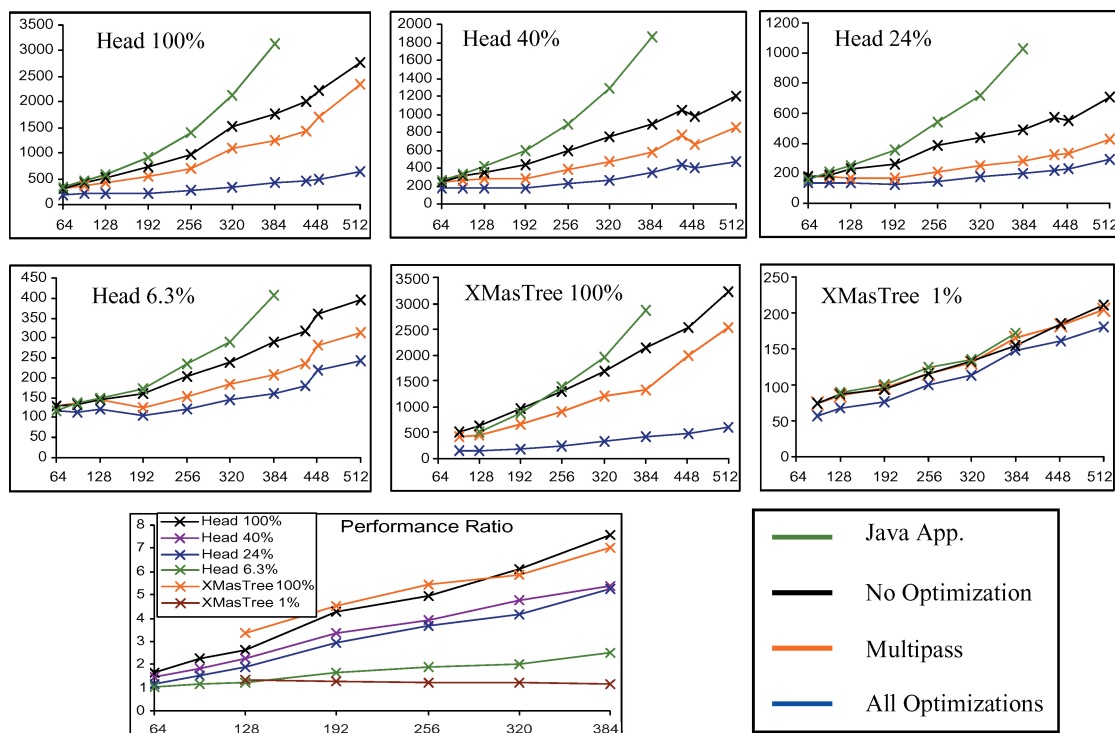 Head 100%
3500
3000
2500
2000
1500
1000
500
0
64 128 192 256 320 384 448 512
Head 40%
2000
1800
1600
1400
1200
1000
800
600
400
200
0
64 128 192 256 320 384 448 512
Head 24%
1200
1000
800
600
400
200
0
64 128 192 256 320 384 448 512
Head 6.3%
450
400
350
300
250
200
150
100
50
0
64 128 192 256 320 384 448 512
XMasTree 100%
3500
3000
2500
2000
1500
1000
500
0
64 128 192 256 320 384 448 512
XMasTree 1%
250
200
150
100
50
0
64 128 192 256 320 384 448 512
Performance Ratio
Head 100%
Head 40%
Head 24%
Head 6.3%
XMasTree 100%
XMasTree 1%
8
7
6
5
4
3
2
1
0
64 128 192 256 320 384
Java App.
No Optimization
Multipass
All Optimizations